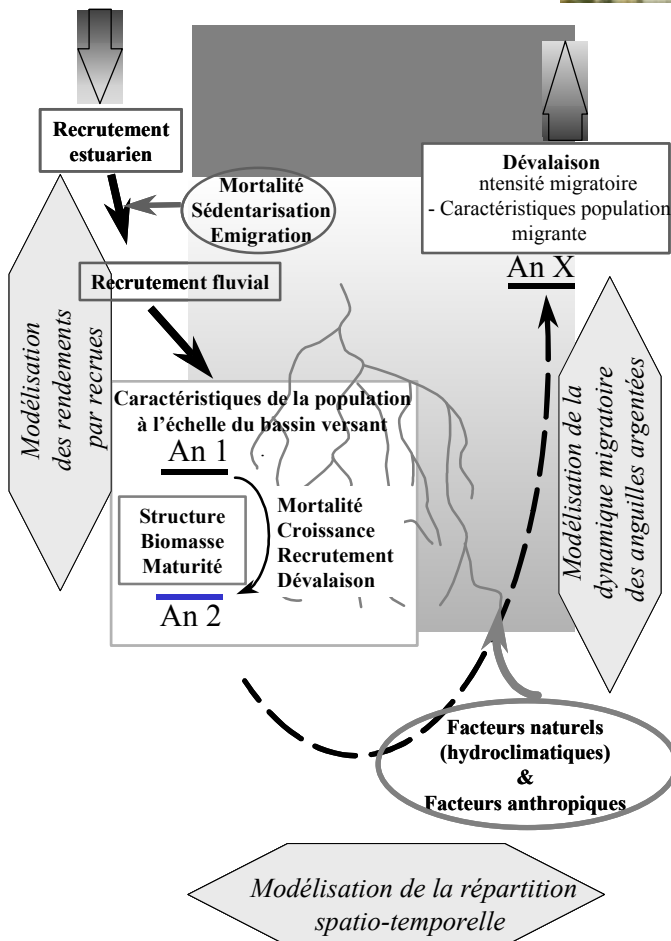 Recrutement
estuarien
Mortalité
Sédentarisation
Emigration
Recrutement fluvial
Dévalaison
ntensité migratoire
- Caractéristiques population
migrante
An X
Modélisation
des rendements
par recrues
Caractéristiques de la population
à l’échelle du bassin versant
An 1
Structure
Biomasse
Maturité
Mortalité
Croissance
Recrutement
Dévalaison
An 2
Modélisation de la
dynamique migratoire
des anguilles argentées
Facteurs naturels
(hydroclimatiques)
&
Facteurs anthropiques
Modélisation de la répartition
spatio-temporelle